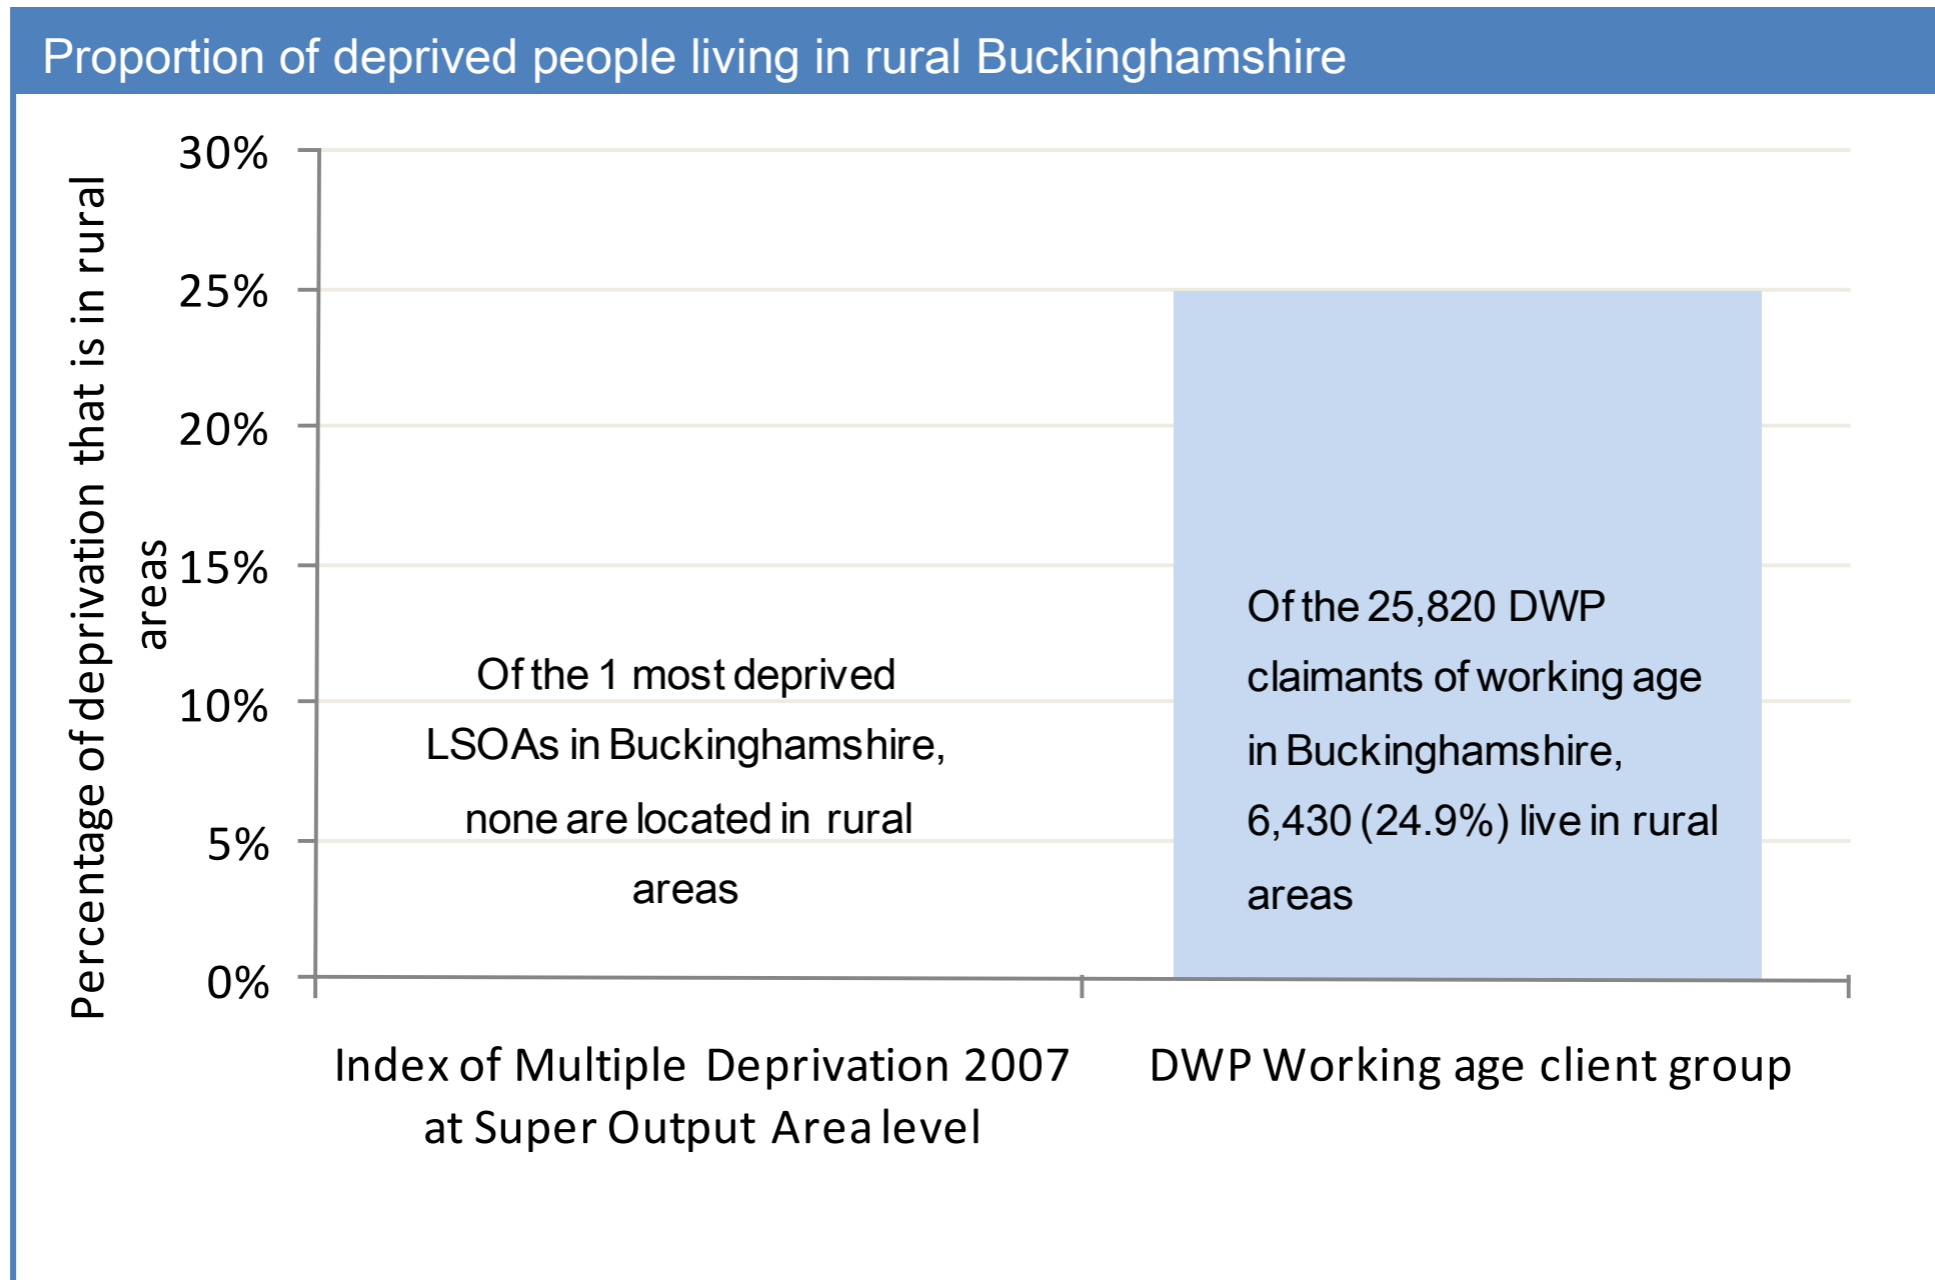 Proportion of deprived people living in rural Buckinghamshire
Percentage of deprivation that is in rural
areas
30%
25%
20%
15%
10%
5%
0%
Of the 1 most deprived
LSOAs in Buckinghamshire,
none are located in rural
areas
Of the 25,820 DWP
claimants of working age
in Buckinghamshire,
6,430 (24.9%) live in rural
areas
Index of Multiple Deprivation 2007
at Super Output Area level
DWP Working age client group